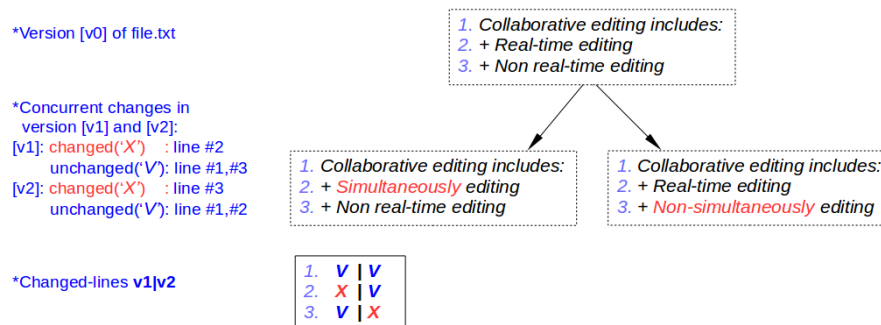 *Version [v0] of file.txt
1. Collaborative editing includes:
2. + Real-time editing
3. + Non real-time editing
*Concurrent changes in
version [v1] and [v2]:
[v1]: changed(‘X’) : line #2
unchanged(‘V’): line #1,#3
[v2]: changed(‘X’) : line #3
unchanged(‘V’): line #1,#2
1. Collaborative editing includes:
2. + Simultaneously editing
3. + Non real-time editing
1. Collaborative editing includes:
2. + Real-time editing
3. + Non-simultaneously editing
*Changed-lines v1|v2
1. V | V
2. X | V
3. V | X